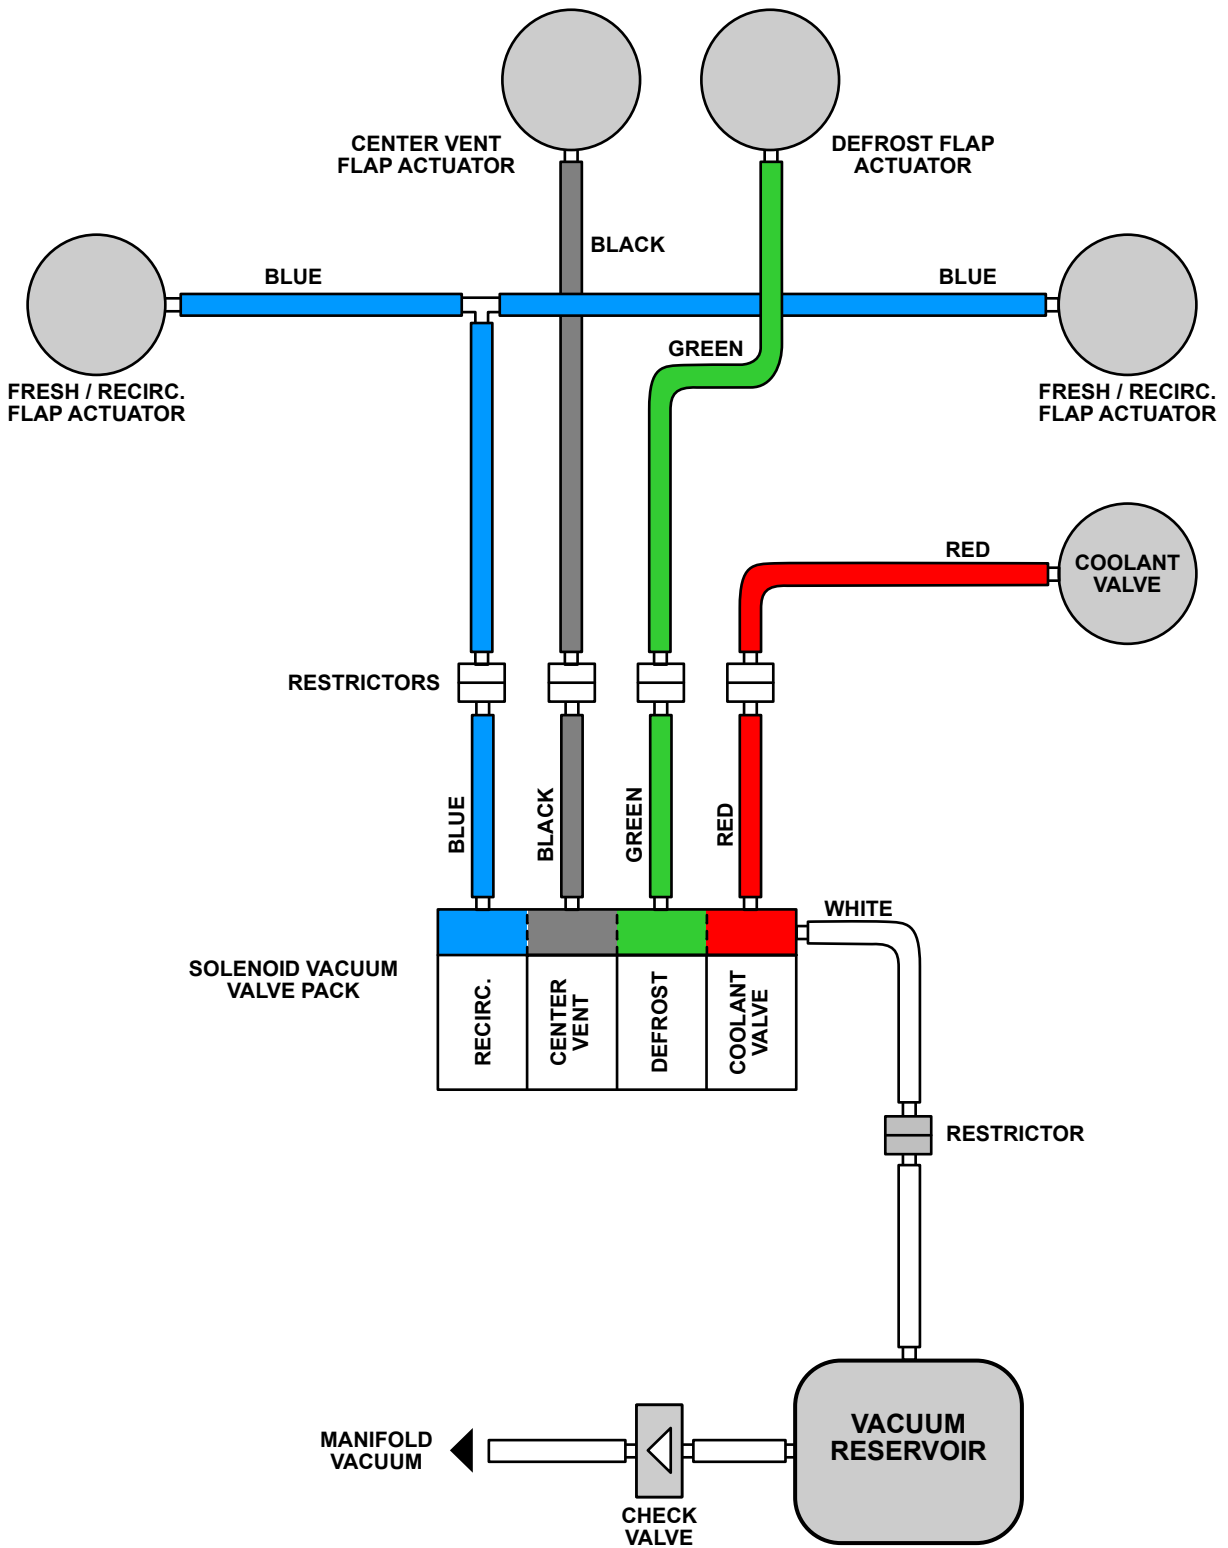 CENTER VENT
FLAP ACTUATOR
DEFROST FLAP
ACTUATOR
BLACK
BLUE
BLUE
GREEN
FRESH / RECIRC.
FLAP ACTUATOR
FRESH / RECIRC.
FLAP ACTUATOR
RED
COOLANT
VALVE
RESTRICTORS
BLUE
BLACK
GREEN
RED
WHITE
SOLENOID VACUUM
VALVE PACK
RECIRC.
CENTER
VENT
DEFROST
COOLANT
VALVE
RESTRICTOR
VACUUM
RESERVOIR
MANIFOLD
VACUUM
CHECK
VALVE